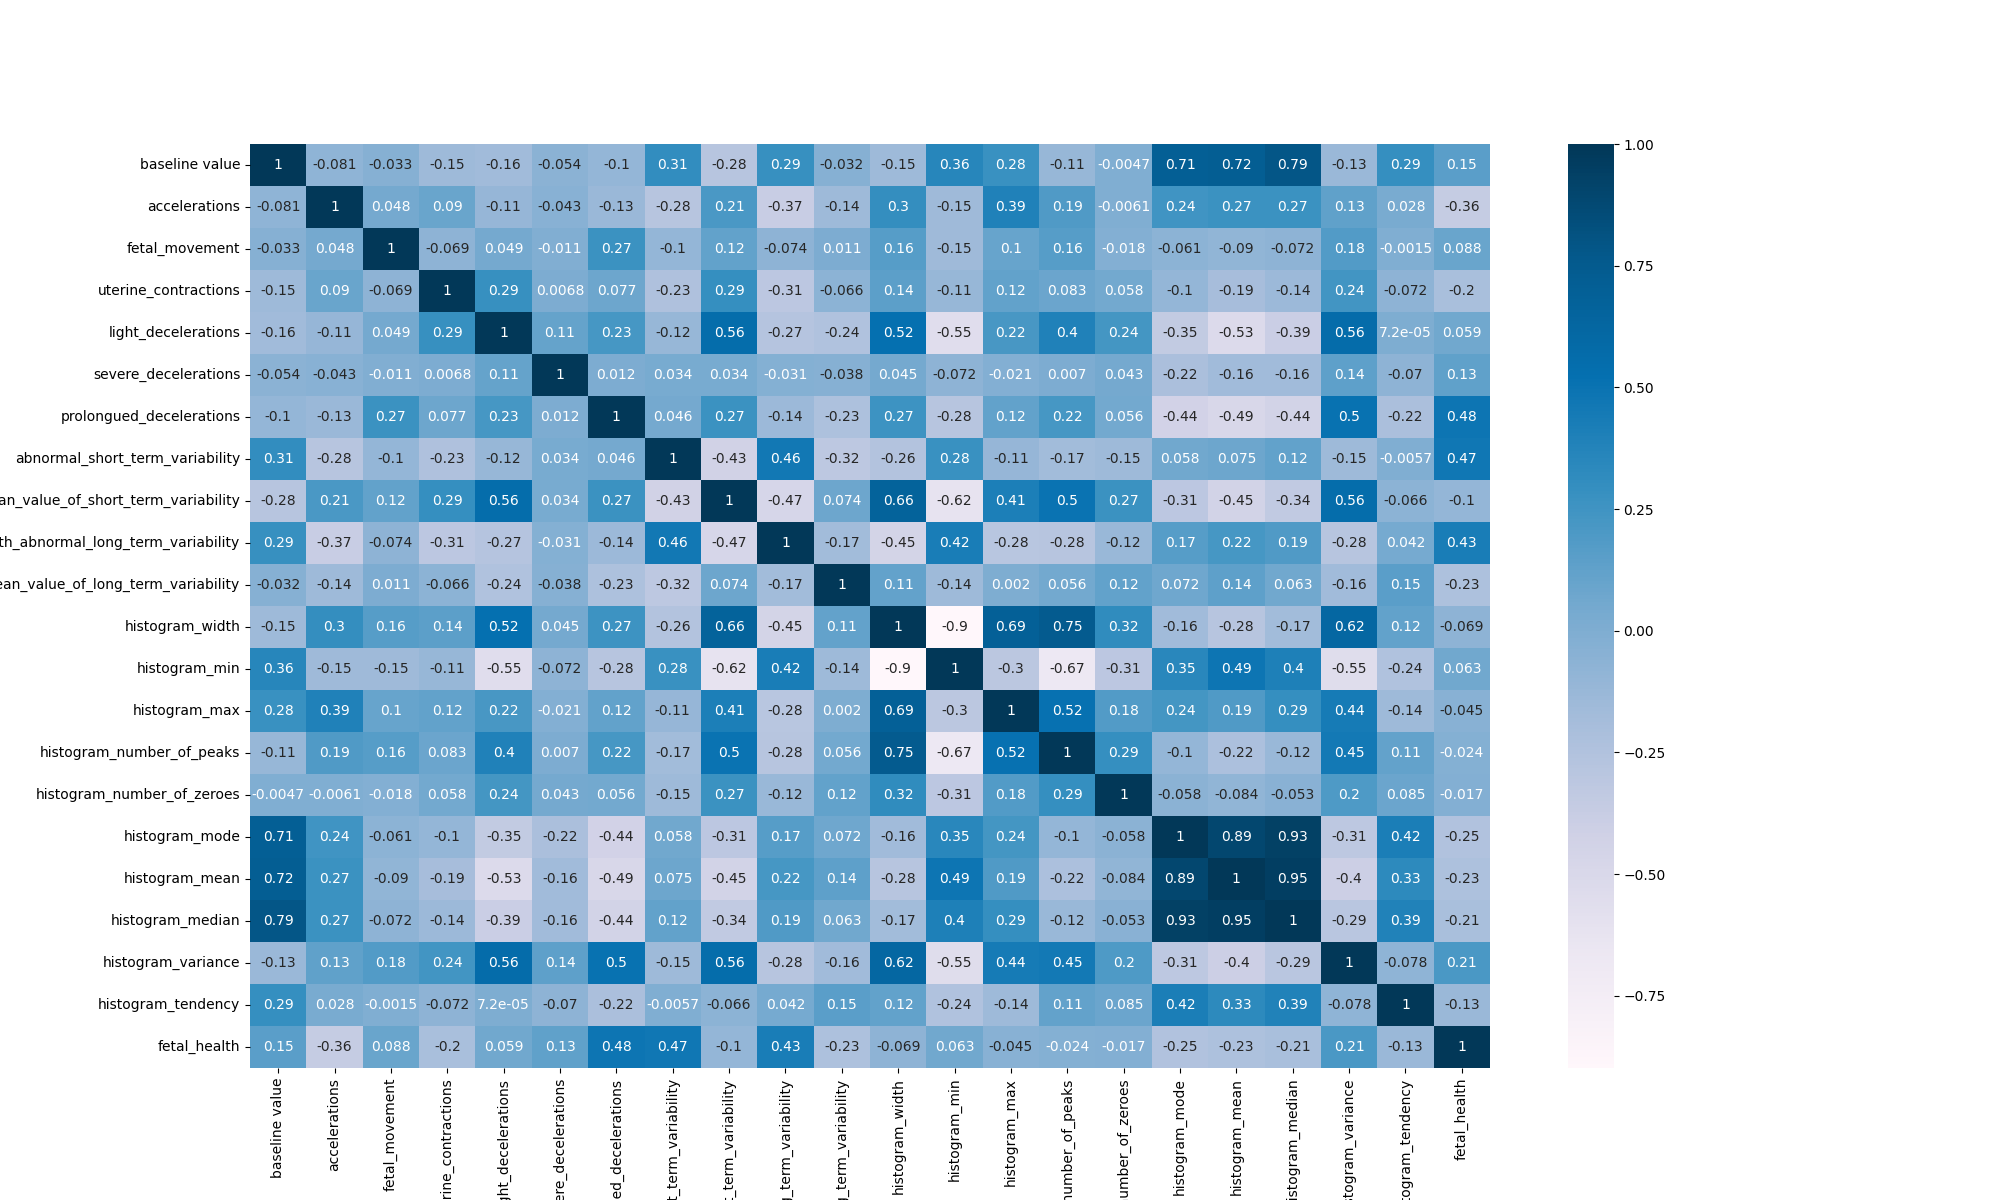 baseline value 1 -0.081 -0.033 -0.15 -0.16 -0.054 -0.1 0.31 -0.28 0.29 -0.032 -0.15 0.36 0.28 -0.11 -0.0047 0.71 0.72 0.79 -0.13 0.29 0.15
accelerations -0.081 1 0.048 0.09 -0.11 -0.043 -0.13 -0.28 0.21 -0.37 -0.14 0.3 -0.15 0.39 0.19 -0.0061 0.24 0.27 0.27 0.13 0.028 -0.36
fetal_movement -0.033 0.048 1 -0.069 0.049 -0.011 0.27 -0.1 0.12 -0.074 0.011 0.16 -0.15 0.1 0.16 -0.018 -0.061 -0.09 -0.072 0.18 -0.0015 0.088
uterine_contractions -0.15 0.09 -0.069 1 0.29 0.0068 0.077 -0.23 0.29 -0.31 -0.066 0.14 -0.11 0.12 0.083 0.058 -0.1 -0.19 -0.14 0.24 -0.072 -0.2
light_decelerations -0.16 -0.11 0.049 0.29 1 0.11 0.23 -0.12 0.56 -0.27 -0.24 0.52 -0.55 0.22 0.4 0.24 -0.35 -0.53 -0.39 0.56 7.2e-05 0.059
severe_decelerations -0.054 -0.043 -0.011 0.0068 0.11 1 0.012 0.034 0.034 -0.031 -0.038 0.045 -0.072 -0.021 0.007 0.043 -0.22 -0.16 -0.16 0.14 -0.07 0.13
prolongued_decelerations -0.1 -0.13 0.27 0.077 0.23 0.012 1 0.046 0.27 -0.14 -0.23 0.27 -0.28 0.12 0.22 0.056 -0.44 -0.49 -0.44 0.5 -0.22 0.48
abnormal_short_term_variability 0.31 -0.28 -0.1 -0.23 -0.12 0.034 0.046 1 -0.43 0.46 -0.32 -0.26 0.28 -0.11 -0.17 -0.15 0.058 0.075 0.12 -0.15 -0.0057 0.47
an_value_of_short_term_variability -0.28 0.21 0.12 0.29 0.56 0.034 0.27 -0.43 1 -0.47 0.074 0.66 -0.62 0.41 0.5 0.27 -0.31 -0.45 -0.34 0.56 -0.066 -0.1
th_abnormal_long_term_variability 0.29 -0.37 -0.074 -0.31 -0.27 -0.031 -0.14 0.46 -0.47 1 -0.17 -0.45 0.42 -0.28 -0.28 -0.12 0.17 0.22 0.19 -0.28 0.042 0.43
ean_value_of_long_term_variability -0.032 -0.14 0.011 -0.066 -0.24 -0.038 -0.23 -0.32 0.074 -0.17 1 0.11 -0.14 0.002 0.056 0.12 0.072 0.14 0.063 -0.16 0.15 -0.23
histogram_width -0.15 0.3 0.16 0.14 0.52 0.045 0.27 -0.26 0.66 -0.45 0.11 1 -0.9 0.69 0.75 0.32 -0.16 -0.28 -0.17 0.62 0.12 -0.069
histogram_min 0.36 -0.15 -0.15 -0.11 -0.55 -0.072 -0.28 0.28 -0.62 0.42 -0.14 -0.9 1 -0.3 -0.67 -0.31 0.35 0.49 0.4 -0.55 -0.24 0.063
histogram_max 0.28 0.39 0.1 0.12 0.22 -0.021 0.12 -0.11 0.41 -0.28 0.002 0.69 -0.3 1 0.52 0.18 0.24 0.19 0.29 0.44 -0.14 -0.045
histogram_number_of_peaks -0.11 0.19 0.16 0.083 0.4 0.007 0.22 -0.17 0.5 -0.28 0.056 0.75 -0.67 0.52 1 0.29 -0.1 -0.22 -0.12 0.45 0.11 -0.024
histogram_number_of_zeroes -0.0047 -0.0061 -0.018 0.058 0.24 0.043 0.056 -0.15 0.27 -0.12 0.12 0.32 -0.31 0.18 0.29 1 -0.058 -0.084 -0.053 0.2 0.085 -0.017
histogram_mode 0.71 0.24 -0.061 -0.1 -0.35 -0.22 -0.44 0.058 -0.31 0.17 0.072 -0.16 0.35 0.24 -0.1 -0.058 1 0.89 0.93 -0.31 0.42 -0.25
histogram_mean 0.72 0.27 -0.09 -0.19 -0.53 -0.16 -0.49 0.075 -0.45 0.22 0.14 -0.28 0.49 0.19 -0.22 -0.084 0.89 1 0.95 -0.4 0.33 -0.23
histogram_median 0.79 0.27 -0.072 -0.14 -0.39 -0.16 -0.44 0.12 -0.34 0.19 0.063 -0.17 0.4 0.29 -0.12 -0.053 0.93 0.95 1 -0.29 0.39 -0.21
histogram_variance -0.13 0.13 0.18 0.24 0.56 0.14 0.5 -0.15 0.56 -0.28 -0.16 0.62 -0.55 0.44 0.45 0.2 -0.31 -0.4 -0.29 1 -0.078 0.21
histogram_tendency 0.29 0.028 -0.0015 -0.072 7.2e-05 -0.07 -0.22 -0.0057 -0.066 0.042 0.15 0.12 -0.24 -0.14 0.11 0.085 0.42 0.33 0.39 -0.078 1 -0.13
fetal_health 0.15 -0.36 0.088 -0.2 0.059 0.13 0.48 0.47 -0.1 0.43 -0.23 -0.069 0.063 -0.045 -0.024 -0.017 -0.25 -0.23 -0.21 0.21 -0.13 1
baseline value
accelerations
fetal_movement
rine_contractions
ght_decelerations
ere_decelerations
ed_decelerations
t_term_variability
t_term_variability
g_term_variability
g_term_variability
histogram_width
histogram_min
histogram_max
number_of_peaks
umber_of_zeroes
histogram_mode
histogram_mean
istogram_median
stogram_variance
togram_tendency
fetal_health
1.00
0.75
0.50
0.25
0.00
−0.25
−0.50
−0.75